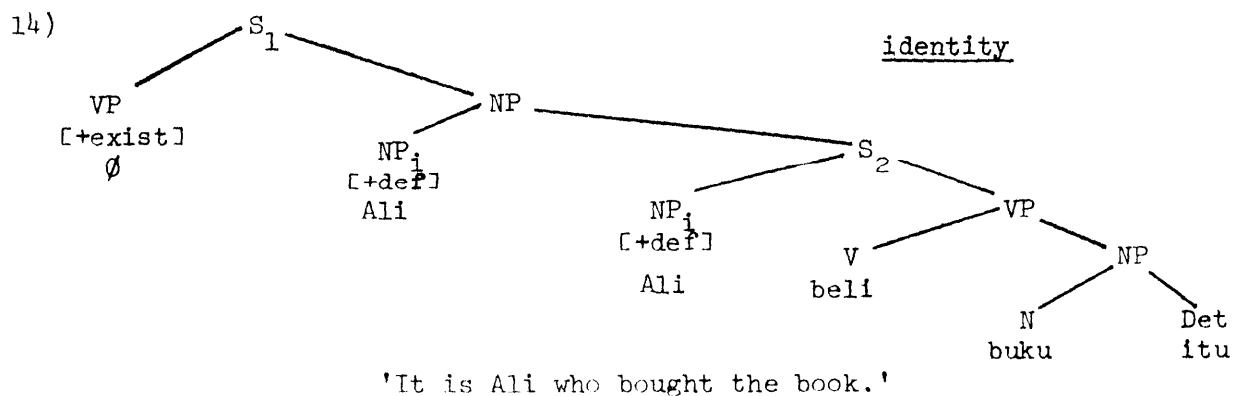 14) S₁
identity
VP NP
[+exist] NPᵢ S₂
∅ [+def] NPᵢ VP
Ali [+def] V NP
Ali beli
N Det
buku itu
'It is Ali who bought the book.'